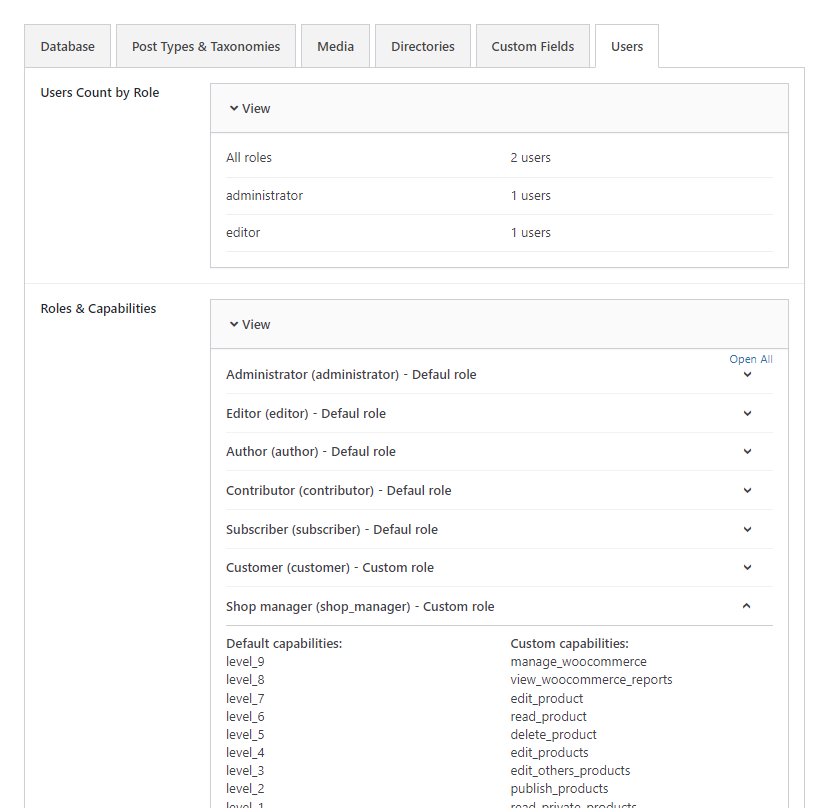 Database Post Types & Taxonomies Media Directories Custom Fields Users
Users Count by Role
View
All roles 2 users
administrator 1 users
editor 1 users
Roles & Capabilities
View
Open All
Administrator (administrator) - Defaul role
Editor (editor) - Defaul role
Author (author) - Defaul role
Contributor (contributor) - Defaul role
Subscriber (subscriber) - Defaul role
Customer (customer) - Custom role
Shop manager (shop_manager) - Custom role
Default capabilities: Custom capabilities:
level_9 manage_woocommerce
level_8 view_woocommerce_reports
level_7 edit_product
level_6 read_product
level_5 delete_product
level_4 edit_products
level_3 edit_others_products
level_2 publish_products
level_1 read_private_products